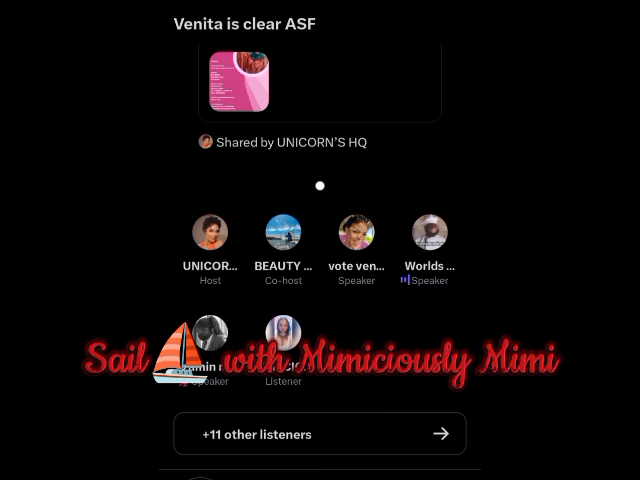 Venita is clear ASF
Shared by UNICORN'S HQ
UNICOR... BEAUTY ... vote ven... Worlds ...
Host Co-host Speaker Speaker
Sail with Mimiciously Mimi
Speaker Listener
+11 other listeners